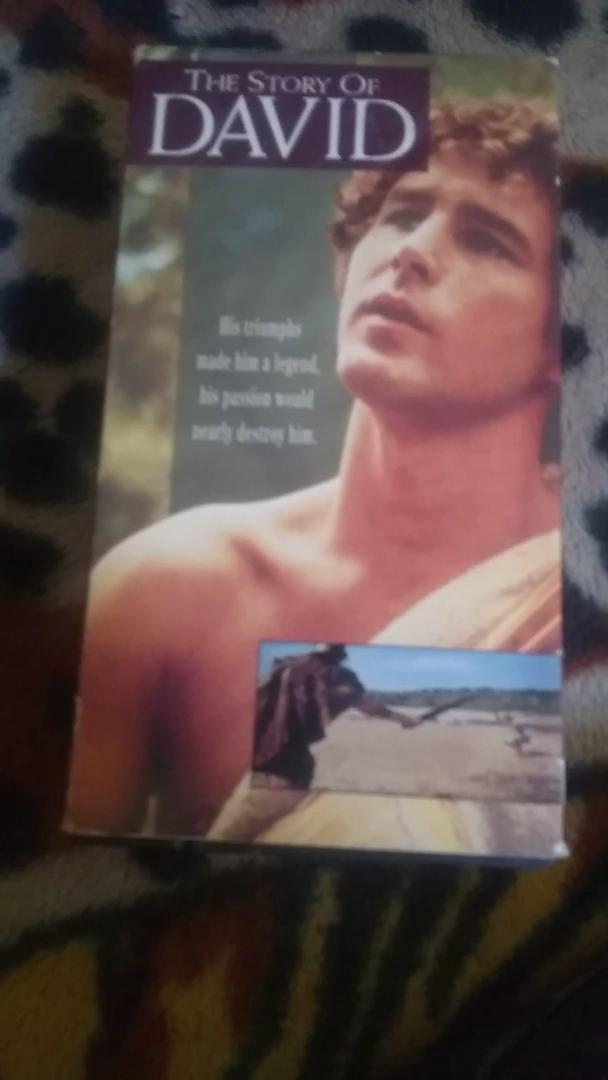 THE STORY OF
DAVID
His triumphs
made him a legend,
his passion would
nearly destroy him.